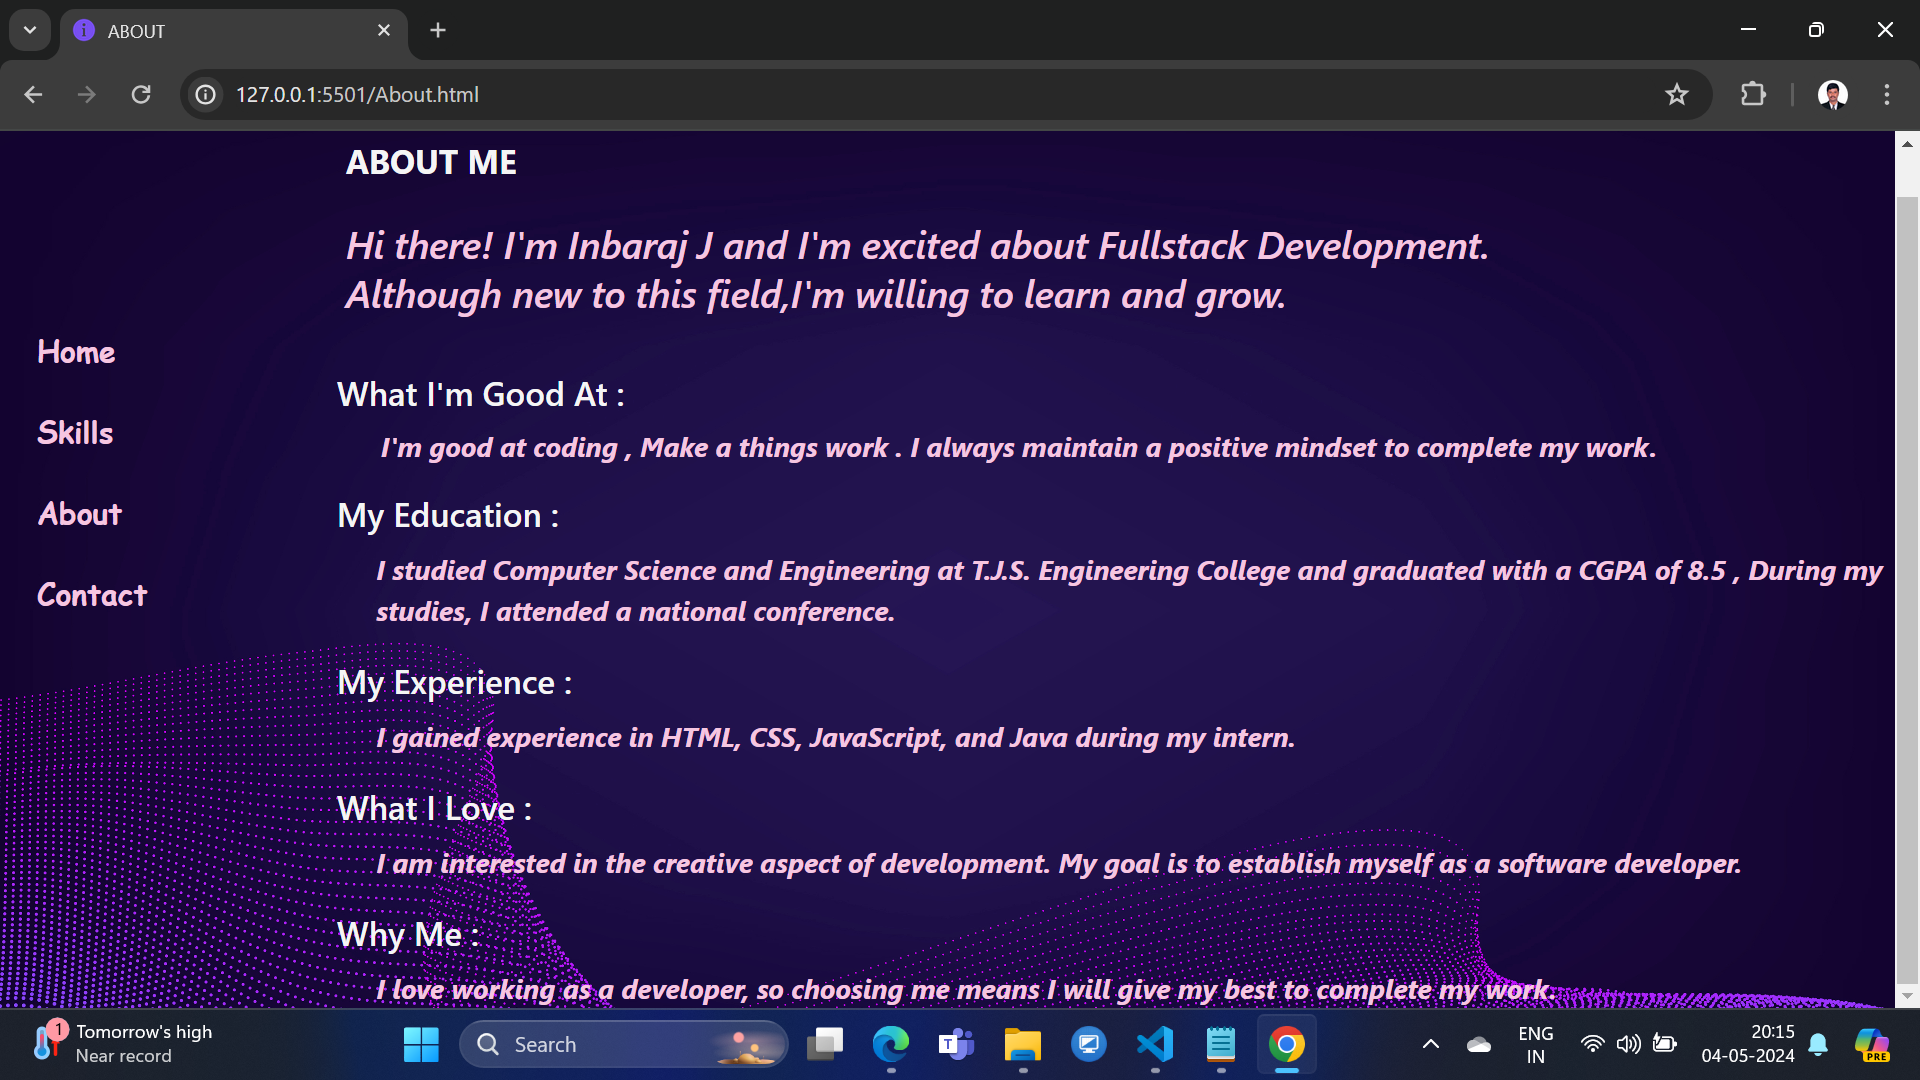 ABOUT
127.0.0.1:5501/About.html
ABOUT ME
Hi there! I'm Inbaraj J and I'm excited about Fullstack Development.
Although new to this field,I'm willing to learn and grow.
Home
Skills
About
Contact
What I'm Good At :
I'm good at coding , Make a things work . I always maintain a positive mindset to complete my work.
My Education :
I studied Computer Science and Engineering at T.J.S. Engineering College and graduated with a CGPA of 8.5 , During my
studies, I attended a national conference.
My Experience :
I gained experience in HTML, CSS, JavaScript, and Java during my intern.
What I Love :
I am interested in the creative aspect of development. My goal is to establish myself as a software developer.
Why Me :
I love working as a developer, so choosing me means I will give my best to complete my work.
1
Tomorrow's high
Near record
Search
T
ENG
IN
20:15
04-05-2024
PRE